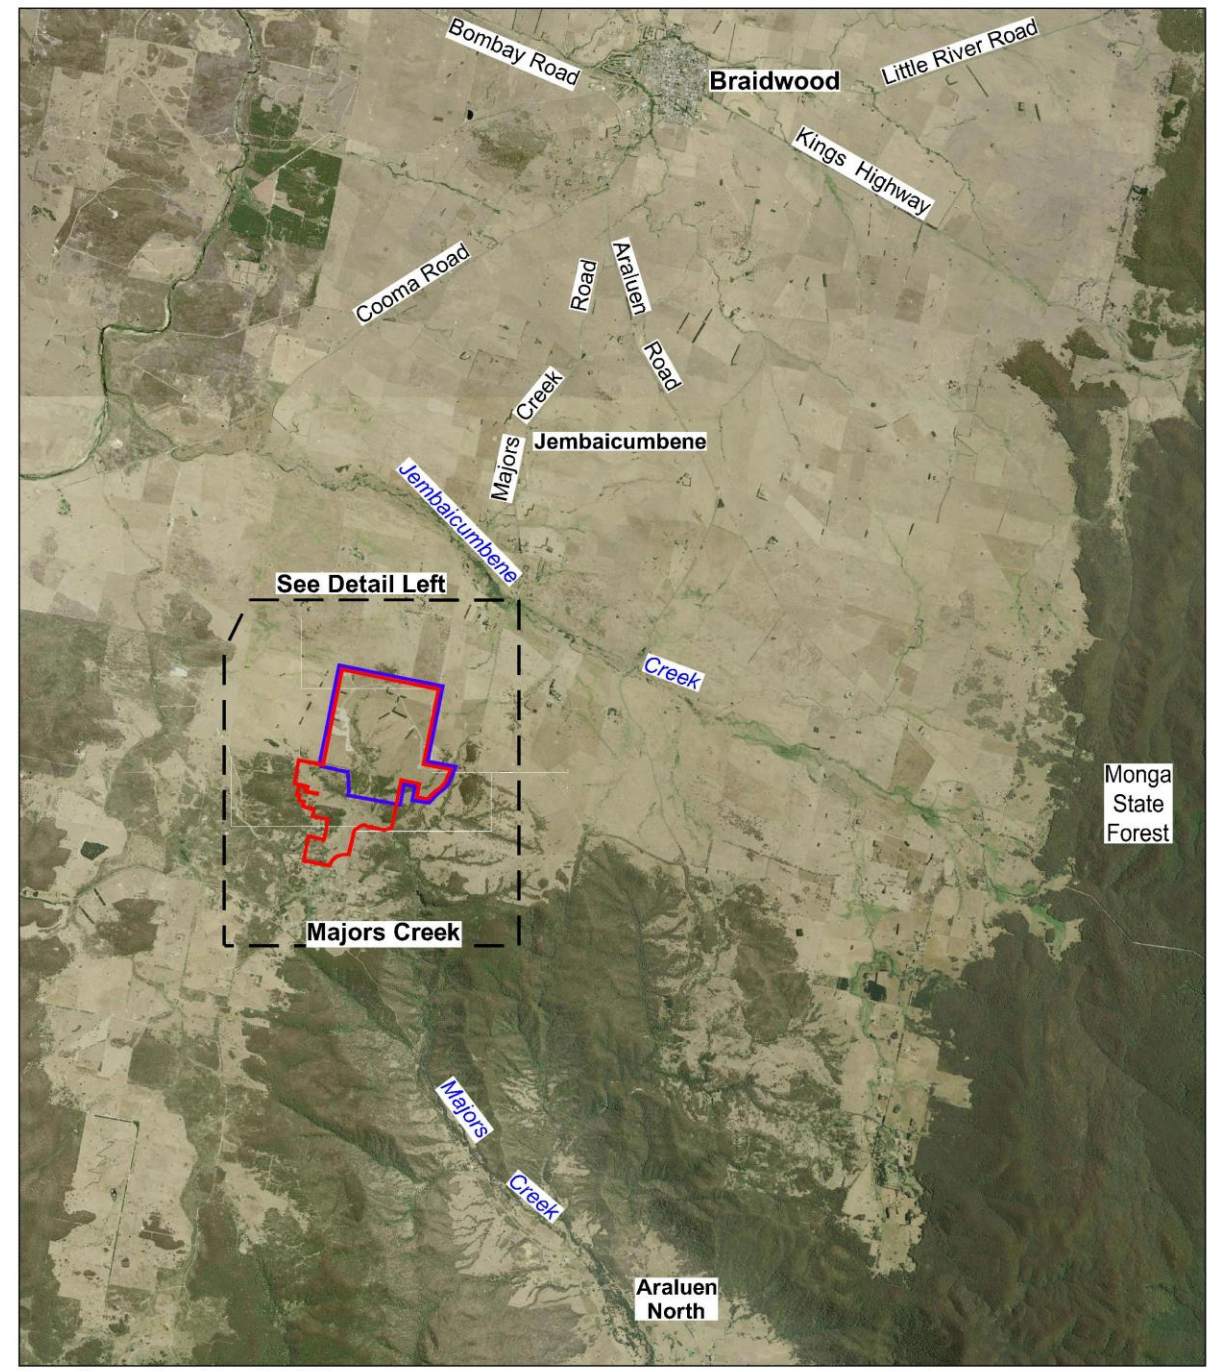 Bombay Road
Little River Road
Braidwood
Kings Highway
Cooma Road
Araluen
Road
Road
Creek
Majors
Jembaicumbene
Jembaicumbene
See Detail Left
Creek
Monga
State
Forest
Majors Creek
Majors
Creek
Araluen
North